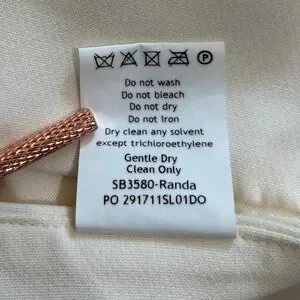 P
Do not wash
Do not bleach
Do not dry
Do not iron
Dry clean any solvent
except trichloroethylene
Gentle Dry
Clean Only
SB3580-Randa
PO 291711SL01DO